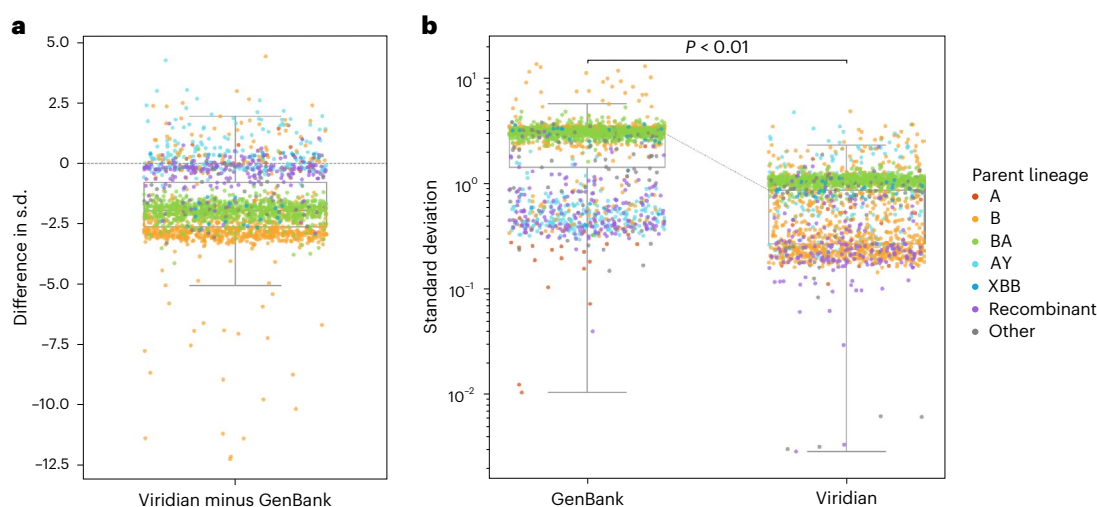 a
b
5.0
2.5
0
–2.5
–5.0
–7.5
–10.0
–12.5
Difference in s.d.
Viridian minus GenBank
P < 0.01
10¹
10⁰
10⁻¹
10⁻²
Standard deviation
GenBank
Viridian
Parent lineage
A
B
BA
AY
XBB
Recombinant
Other